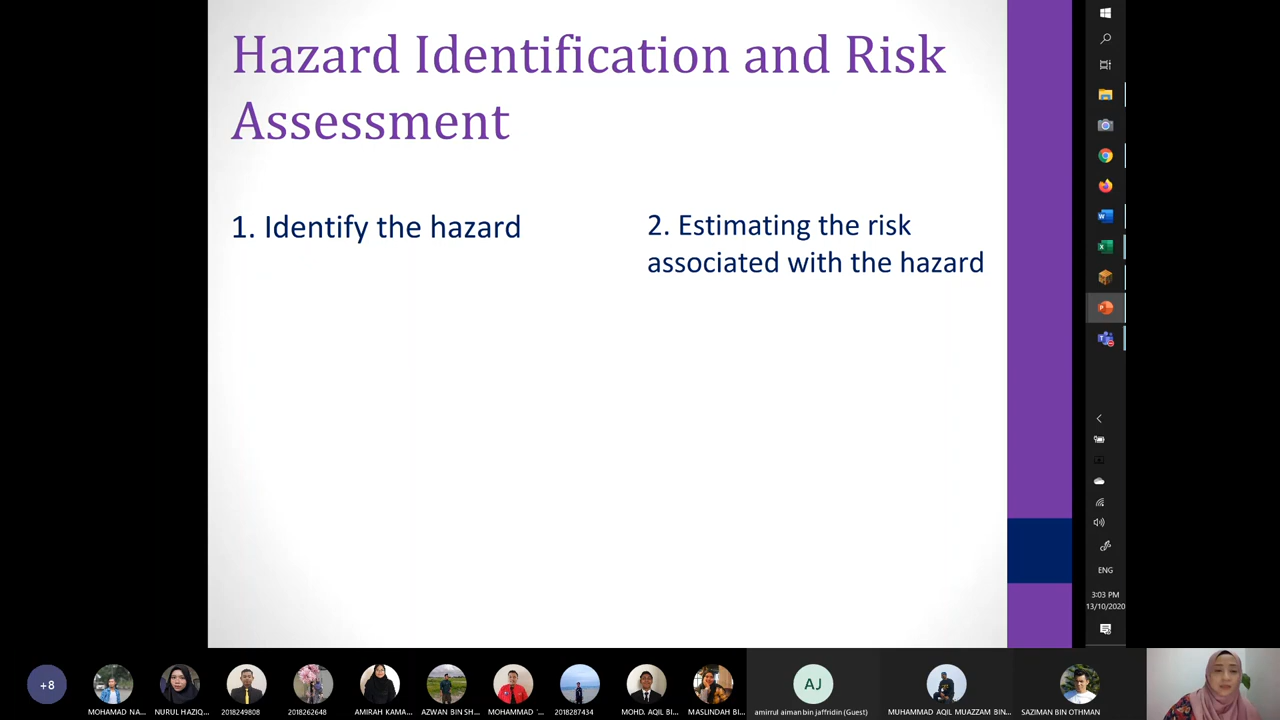 Hazard Identification and Risk
Assessment
1. Identify the hazard
2. Estimating the risk
associated with the hazard
ENG
3:03 PM
13/10/2020
+8
MOHAMAD NA...
NURUL HAZIQ...
2018249808
2018262648
AMIRAH KAMA...
AZWAN BIN SH...
MOHAMMAD
2018287434
MOHD. AQIL BI...
MASLINDAH BI...
AJ
amirrul aiman bin jaffridin (Guest)
MUHAMMAD AQIL MUAZZAM BIN...
SAZIMAN BIN OTHMAN